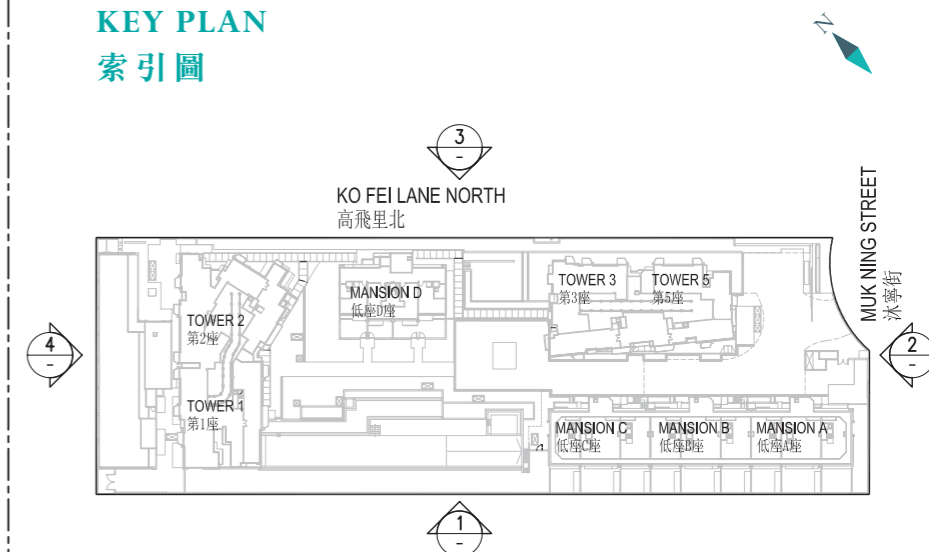 KEY PLAN
索引圖
N
3
-
KO FEI LANE NORTH
高飛里北
MUK NING STREET
沐寧街
TOWER 3
第3座
TOWER 5
第5座
MANSION D
低座D座
TOWER 2
第2座
4
-
2
-
TOWER 1
第1座
MANSION C
低座C座
MANSION B
低座B座
MANSION A
低座A座
1
-